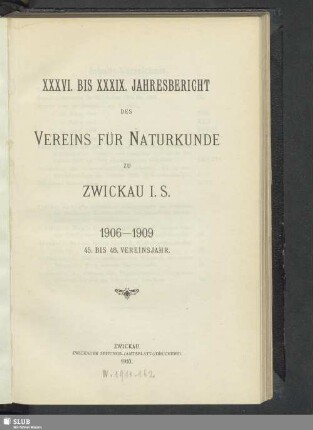 XXXVI. BIS XXXIX. JAHRESBERICHT
DES
VEREINS FÜR NATURKUNDE
ZU
ZWICKAU I. S.
1906—1909
45. BIS 48. VEREINSJAHR.
ZWICKAU
1910.
SLUB